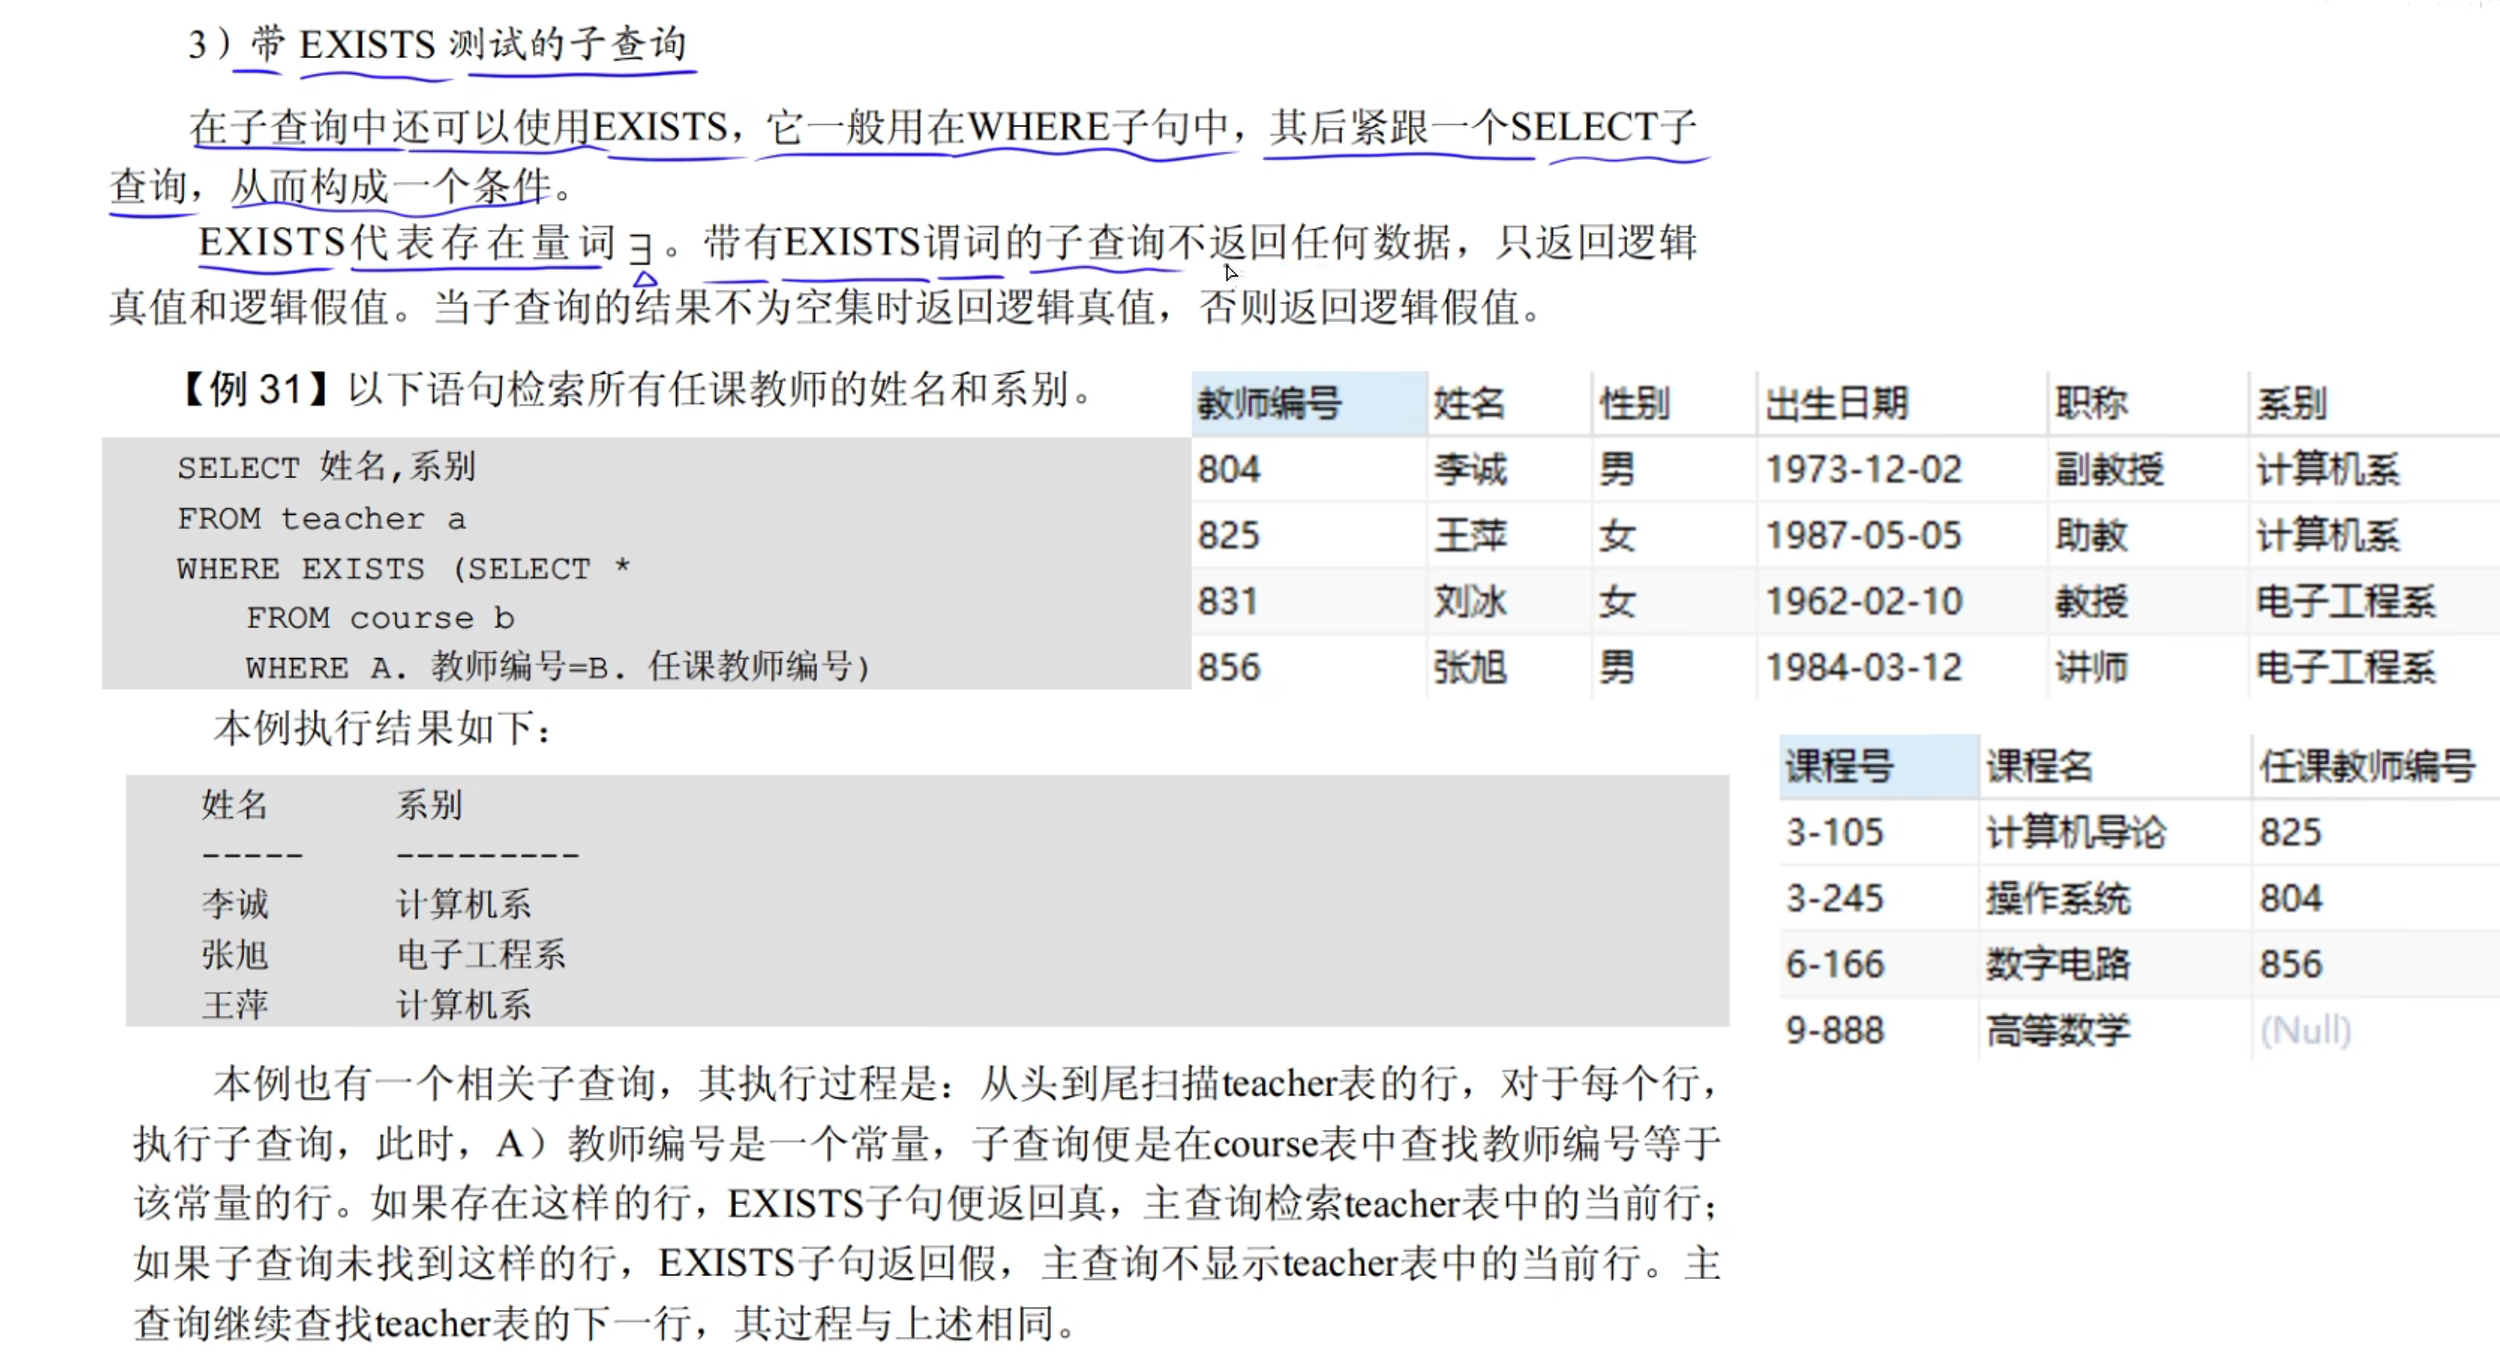 3）带 EXISTS 测试的子查询
在子查询中还可以使用EXISTS，它一般用在WHERE子句中，其后紧跟一个SELECT子
查询，从而构成一个条件。
EXISTS代表存在量词∃。带有EXISTS谓词的子查询不返回任何数据，只返回逻辑
真值和逻辑假值。当子查询的结果不为空集时返回逻辑真值，否则返回逻辑假值。
【例 31】以下语句检索所有任课教师的姓名和系别。
SELECT 姓名,系别
FROM teacher a
WHERE EXISTS (SELECT *
FROM course b
WHERE A. 教师编号=B. 任课教师编号)
教师编号 姓名 性别 出生日期 职称 系别
804 李诚 男 1973-12-02 副教授 计算机系
825 王萍 女 1987-05-05 助教 计算机系
831 刘冰 女 1962-02-10 教授 电子工程系
856 张旭 男 1984-03-12 讲师 电子工程系
本例执行结果如下：
姓名 系别
----- ---------
李诚 计算机系
张旭 电子工程系
王萍 计算机系
课程号 课程名 任课教师编号
3-105 计算机导论 825
3-245 操作系统 804
6-166 数字电路 856
9-888 高等数学 (Null)
本例也有一个相关子查询，其执行过程是：从头到尾扫描teacher表的行，对于每个行，
执行子查询，此时，A）教师编号是一个常量，子查询便是在course表中查找教师编号等于
该常量的行。如果存在这样的行，EXISTS子句便返回真，主查询检索teacher表中的当前行；
如果子查询未找到这样的行，EXISTS子句返回假，主查询不显示teacher表中的当前行。主
查询继续查找teacher表的下一行，其过程与上述相同。